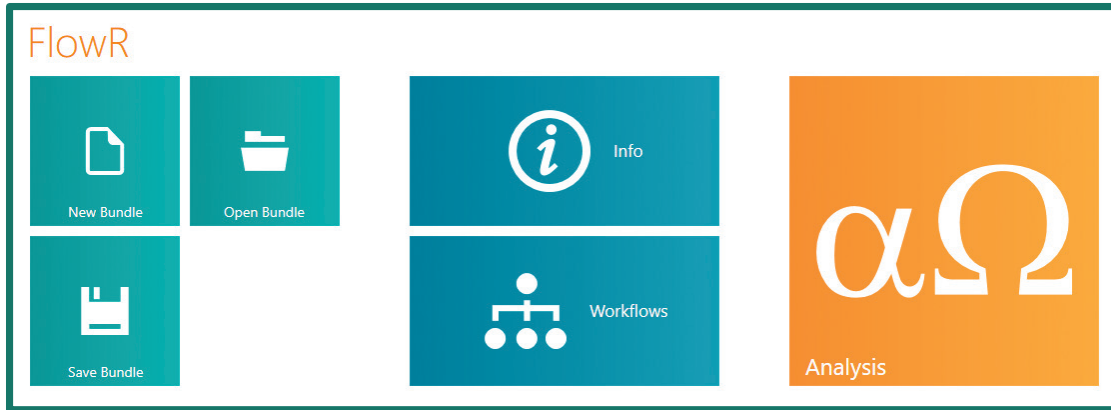 FlowR
New Bundle
Open Bundle
Save Bundle
Info
Workflows
αΩ
Analysis